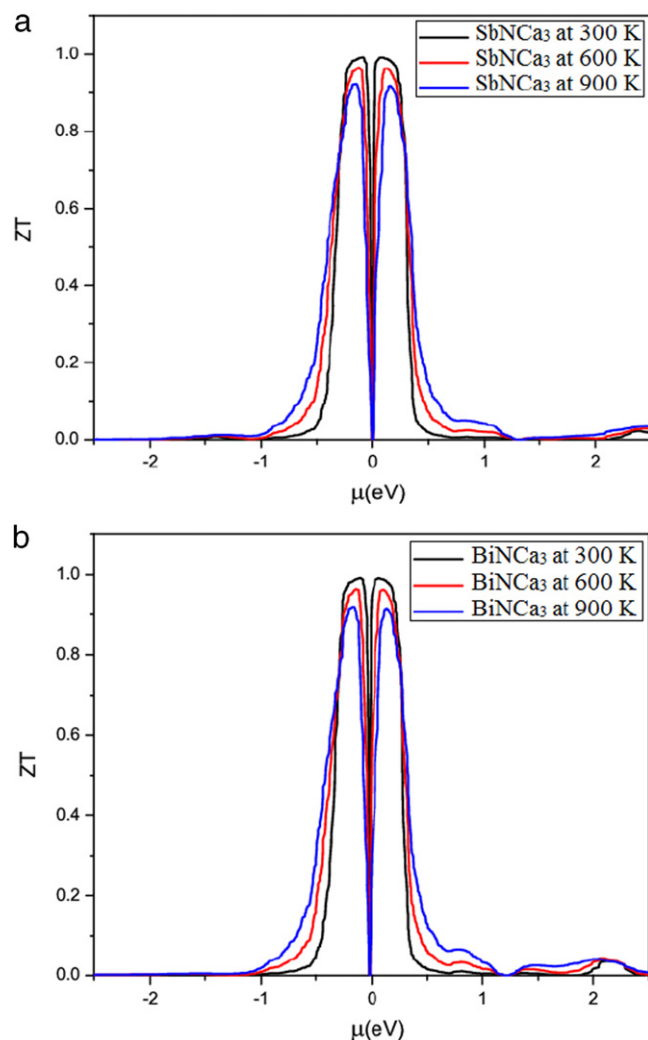 a
SbNCa₃ at 300 K
SbNCa₃ at 600 K
SbNCa₃ at 900 K
1.0
0.8
0.6
0.4
0.2
0.0
ZT
-2
-1
0
1
2
μ(eV)
b
BiNCa₃ at 300 K
BiNCa₃ at 600 K
BiNCa₃ at 900 K
1.0
0.8
0.6
0.4
0.2
0.0
ZT
-2
-1
0
1
2
μ(eV)